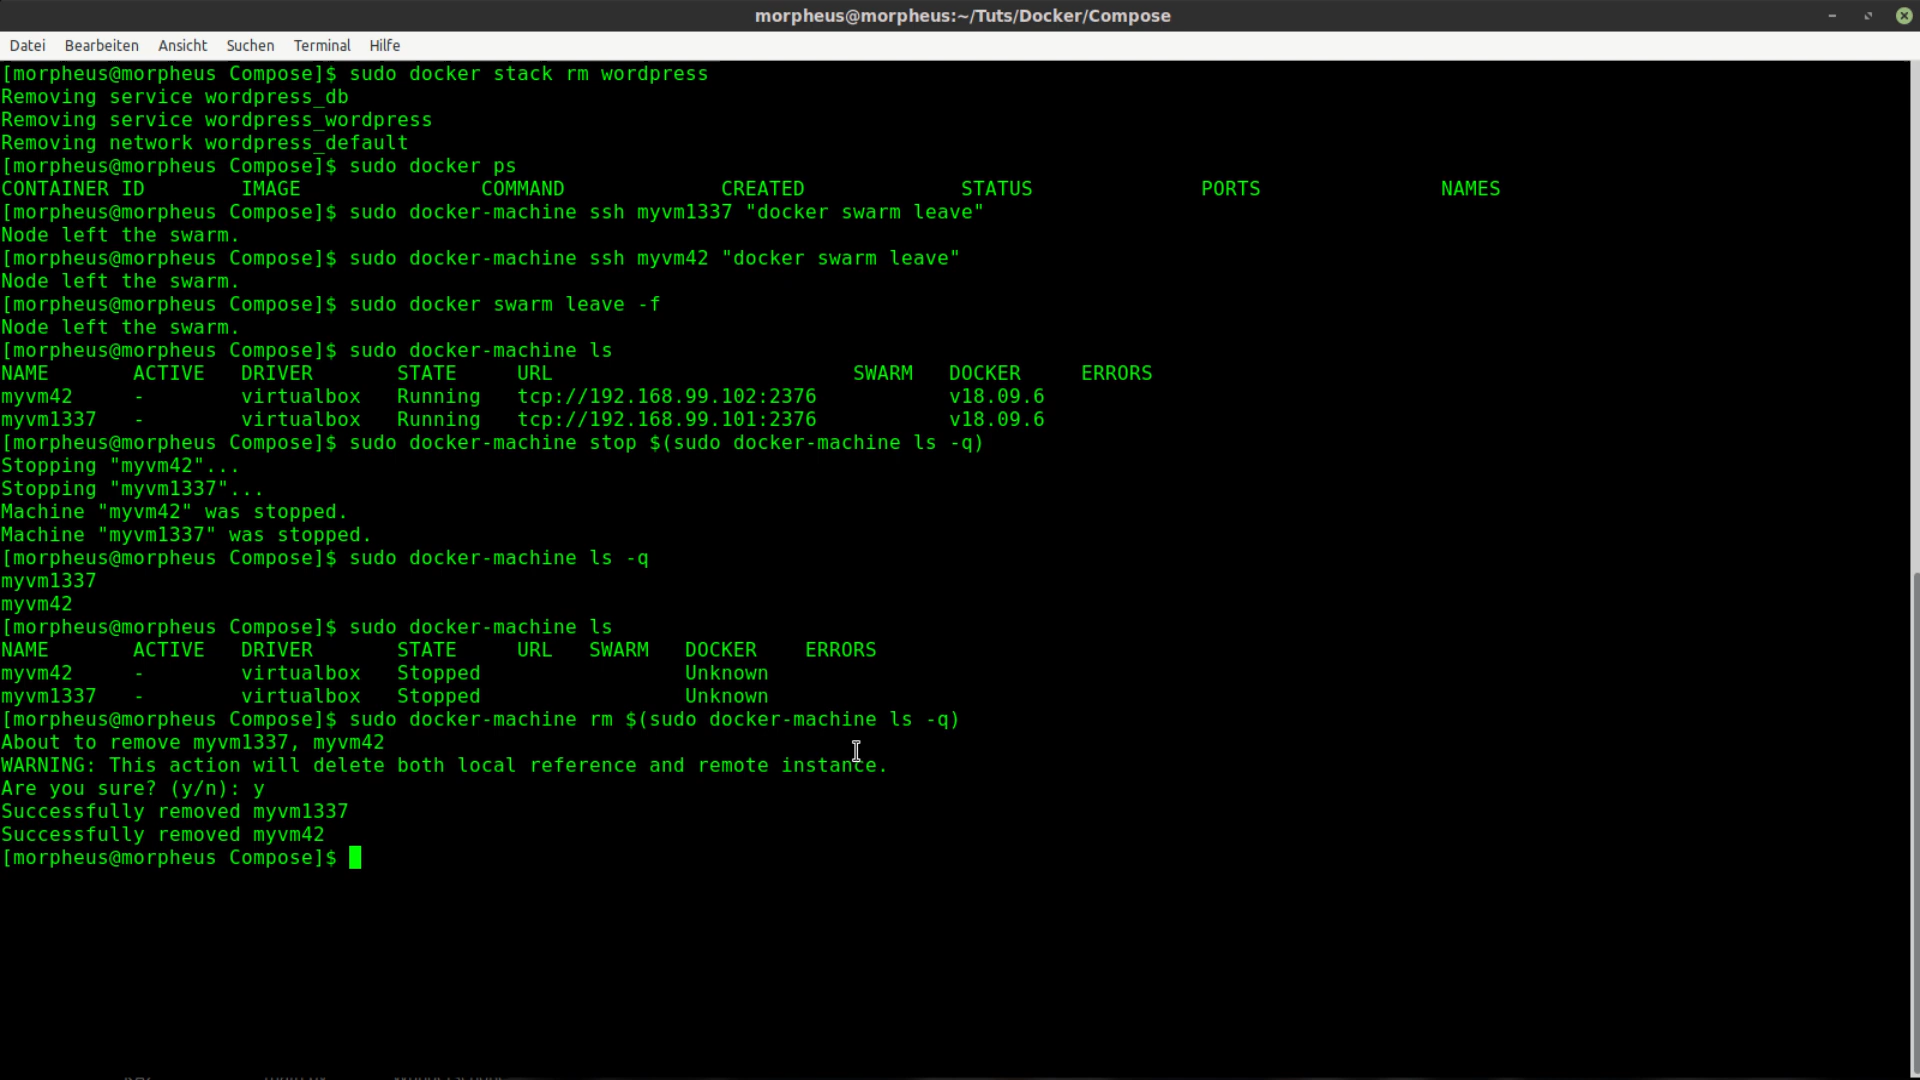 morpheus@morpheus:~/Tuts/Docker/Compose
Datei Bearbeiten Ansicht Suchen Terminal Hilfe
[morpheus@morpheus Compose]$ sudo docker stack rm wordpress
Removing service wordpress_db
Removing service wordpress_wordpress
Removing network wordpress_default
[morpheus@morpheus Compose]$ sudo docker ps
CONTAINER ID        IMAGE               COMMAND             CREATED             STATUS              PORTS               NAMES
[morpheus@morpheus Compose]$ sudo docker-machine ssh myvm1337 "docker swarm leave"
Node left the swarm.
[morpheus@morpheus Compose]$ sudo docker-machine ssh myvm42 "docker swarm leave"
Node left the swarm.
[morpheus@morpheus Compose]$ sudo docker swarm leave -f
Node left the swarm.
[morpheus@morpheus Compose]$ sudo docker-machine ls
NAME       ACTIVE   DRIVER       STATE     URL                         SWARM   DOCKER     ERRORS
myvm42     -        virtualbox   Running   tcp://192.168.99.102:2376           v18.09.6
myvm1337   -        virtualbox   Running   tcp://192.168.99.101:2376           v18.09.6
[morpheus@morpheus Compose]$ sudo docker-machine stop $(sudo docker-machine ls -q)
Stopping "myvm42"...
Stopping "myvm1337"...
Machine "myvm42" was stopped.
Machine "myvm1337" was stopped.
[morpheus@morpheus Compose]$ sudo docker-machine ls -q
myvm1337
myvm42
[morpheus@morpheus Compose]$ sudo docker-machine ls
NAME       ACTIVE   DRIVER       STATE     URL   SWARM   DOCKER    ERRORS
myvm42     -        virtualbox   Stopped                 Unknown
myvm1337   -        virtualbox   Stopped                 Unknown
[morpheus@morpheus Compose]$ sudo docker-machine rm $(sudo docker-machine ls -q)
About to remove myvm1337, myvm42
WARNING: This action will delete both local reference and remote instance.
Are you sure? (y/n): y
Successfully removed myvm1337
Successfully removed myvm42
[morpheus@morpheus Compose]$